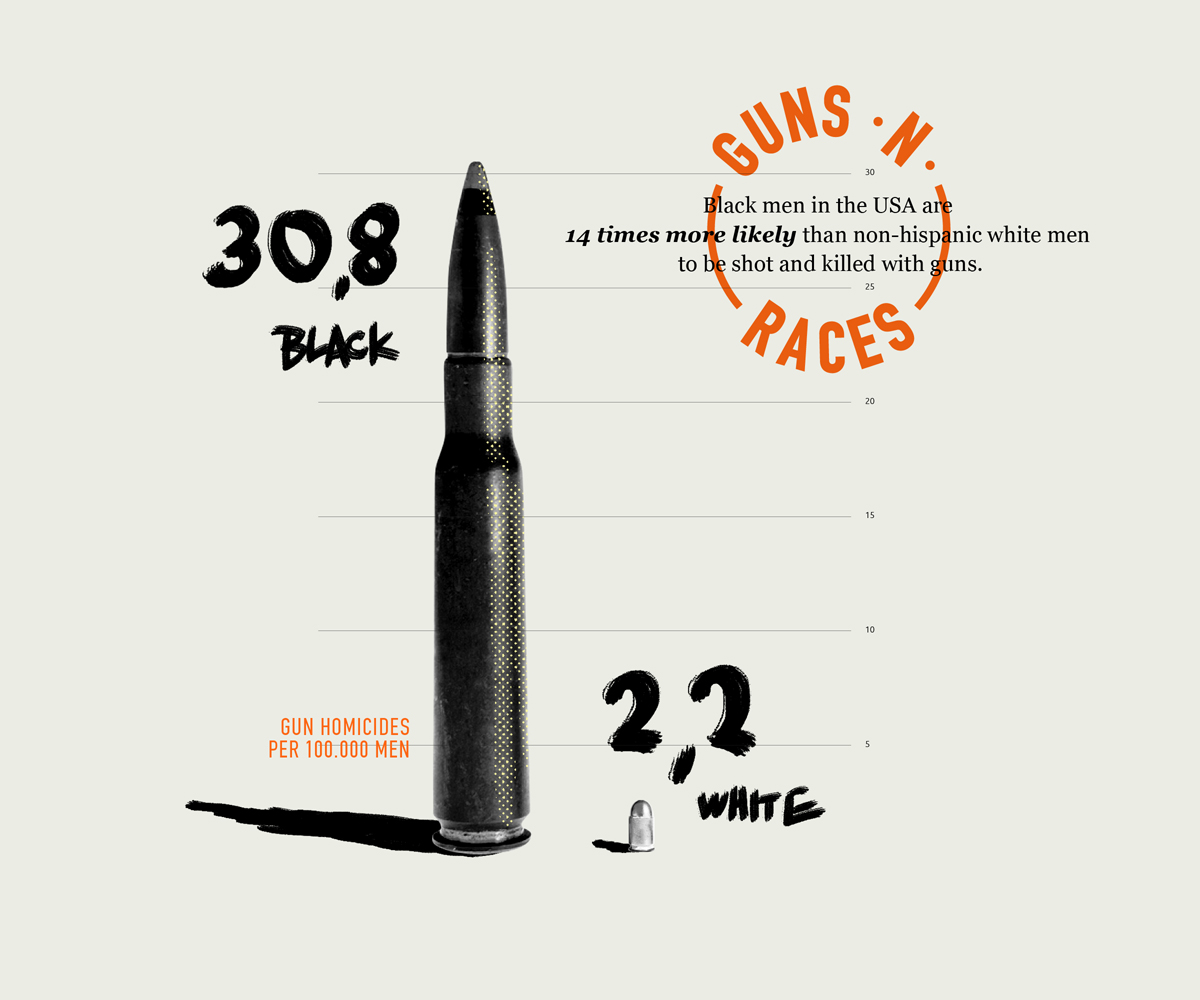 GUNS ·N·
RACES
Black men in the USA are
14 times more likely than non-hispanic white men
to be shot and killed with guns.
30
25
20
15
10
5
30,8
BLACK
2,2
WHITE
GUN HOMICIDES
PER 100.000 MEN